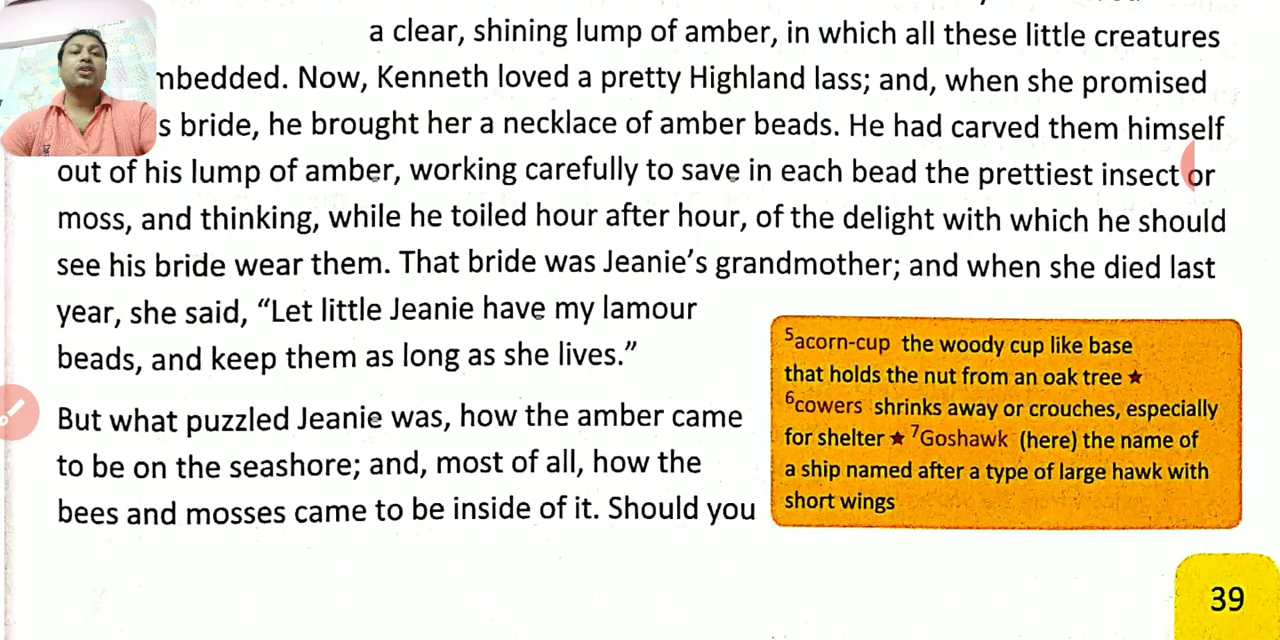 a clear, shining lump of amber, in which all these little creatures
mbedded. Now, Kenneth loved a pretty Highland lass; and, when she promised
s bride, he brought her a necklace of amber beads. He had carved them himself
out of his lump of amber, working carefully to save in each bead the prettiest insect or
moss, and thinking, while he toiled hour after hour, of the delight with which he should
see his bride wear them. That bride was Jeanie’s grandmother; and when she died last
year, she said, “Let little Jeanie have my lamour
beads, and keep them as long as she lives.”
But what puzzled Jeanie was, how the amber came
to be on the seashore; and, most of all, how the
bees and mosses came to be inside of it. Should you
⁵acorn-cup the woody cup like base
that holds the nut from an oak tree ★
⁶cowers shrinks away or crouches, especially
for shelter ★ ⁷Goshawk (here) the name of
a ship named after a type of large hawk with
short wings
39